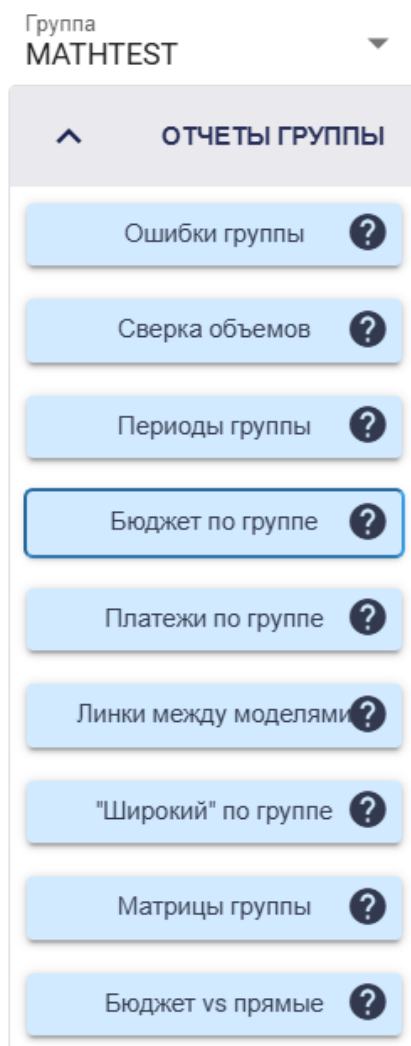 Группа
MATHTEST
ОТЧЕТЫ ГРУППЫ
Ошибки группы
Сверка объемов
Периоды группы
Бюджет по группе
Платежи по группе
Линки между моделями
"Широкий" по группе
Матрицы группы
Бюджет vs прямые